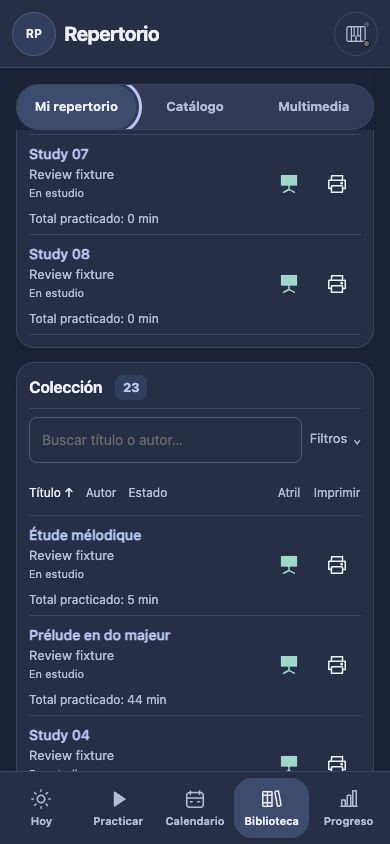 RP Repertorio
Mi repertorio Catálogo Multimedia
Study 07
Review fixture
En estudio
Total practicado: 0 min
Study 08
Review fixture
En estudio
Total practicado: 0 min
Colección 23
Buscar título o autor... Filtros
Título ↑ Autor Estado Atril Imprimir
Étude mélodique
Review fixture
En estudio
Total practicado: 5 min
Prélude en do majeur
Review fixture
En estudio
Total practicado: 44 min
Study 04
Review fixture
Hoy Practicar Calendario Biblioteca Progreso